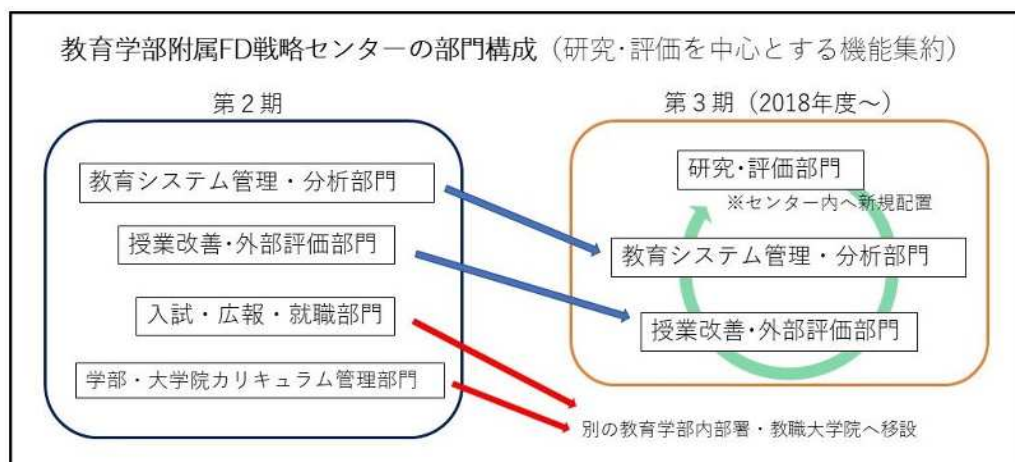 教育学部附属FD戦略センターの部門構成（研究･評価を中心とする機能集約）
第２期
教育システム管理・分析部門
授業改善･外部評価部門
入試・広報・就職部門
学部・大学院カリキュラム管理部門
第３期（2018年度～）
研究･評価部門
※センター内へ新規配置
教育システム管理・分析部門
授業改善･外部評価部門
別の教育学部内部署・教職大学院へ移設